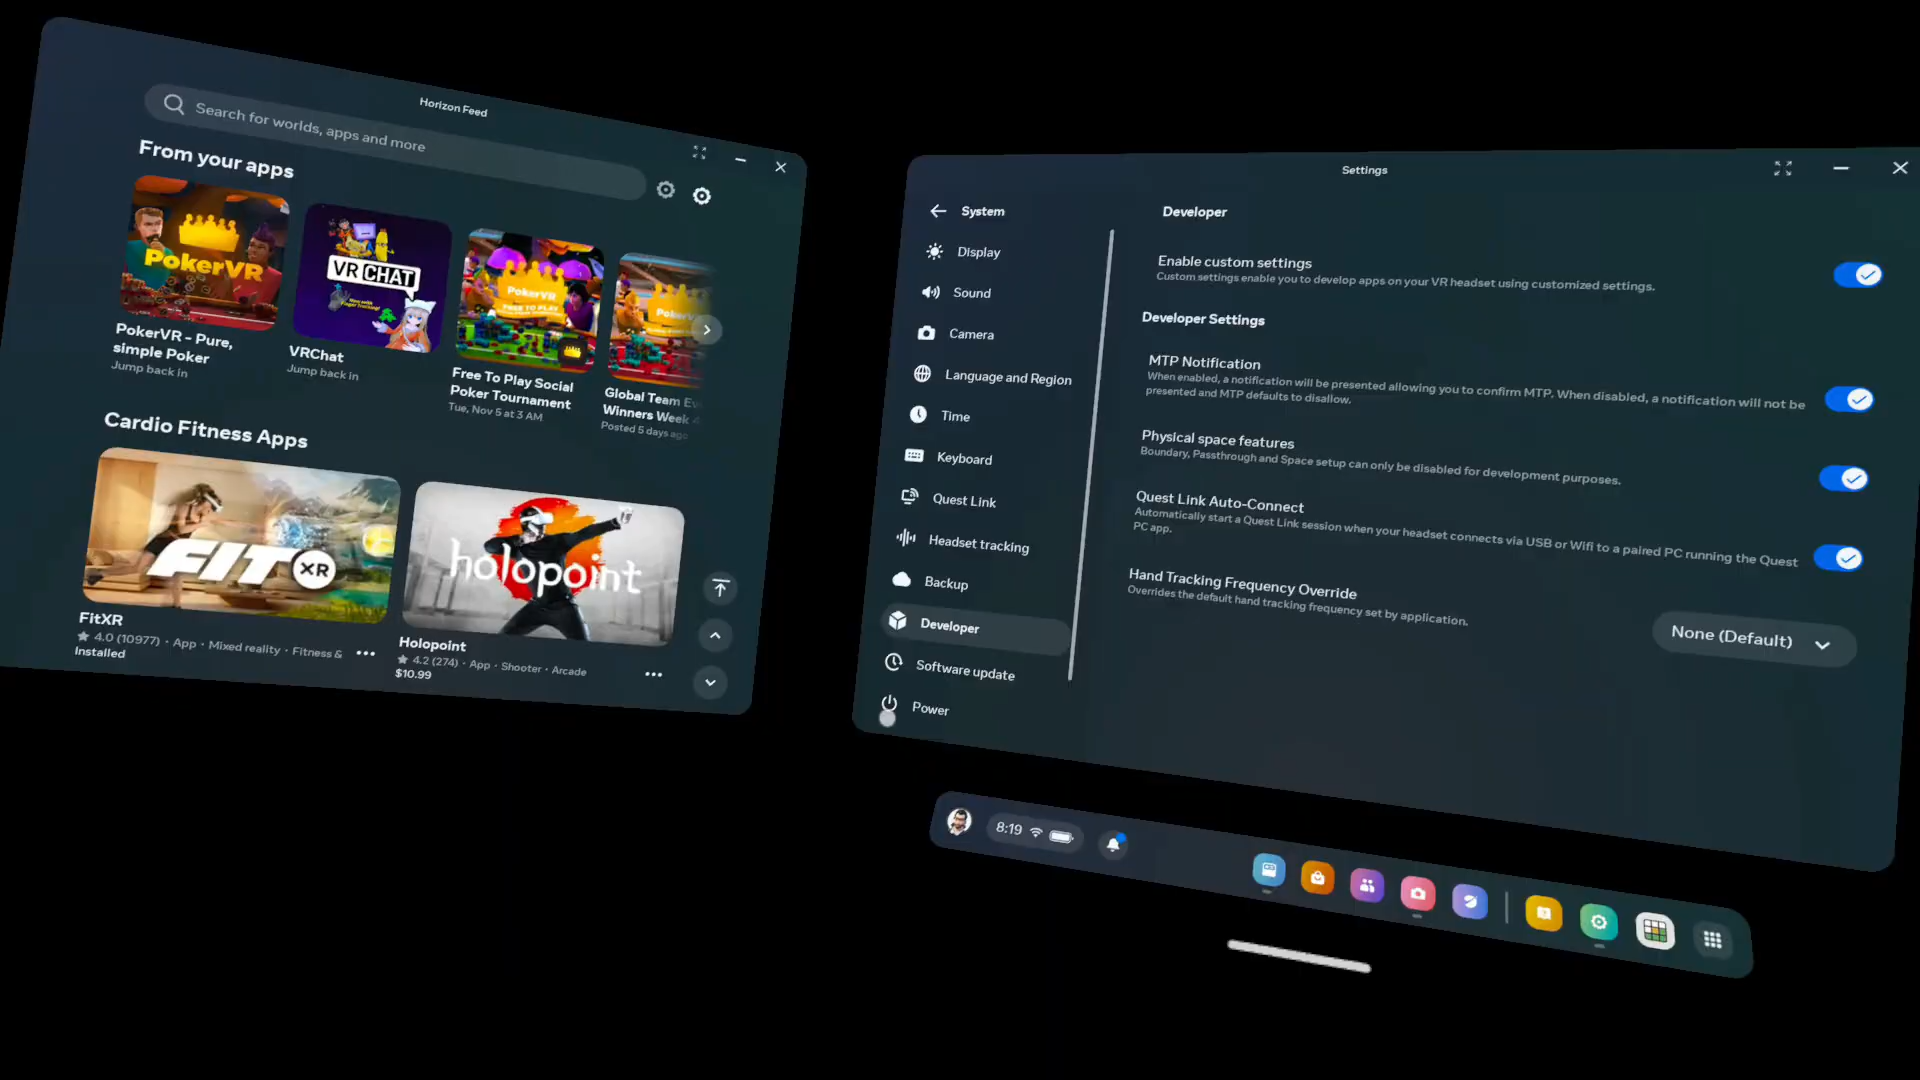 Horizon Feed
Search for worlds, apps and more
From your apps
PokerVR
VRCHAT
PokerVR
FREE TO PLAY
PokerVR - Pure,
simple Poker
Jump back in
VRChat
Jump back in
Free To Play Social
Poker Tournament
Tue, Nov 5 at 3 AM
Global Team Ev
Winners Week 4
Posted 5 days ago
Cardio Fitness Apps
FIT XR
holopoint
FitXR
4.0 (10977) · App · Mixed reality · Fitness &
Installed
Holopoint
4.2 (274) · App · Shooter · Arcade
$10.99
Settings
System
Display
Sound
Camera
Language and Region
Time
Keyboard
Quest Link
Headset tracking
Backup
Developer
Software update
Power
Developer
Enable custom settings
Custom settings enable you to develop apps on your VR headset using customized settings.
Developer Settings
MTP Notification
When enabled, a notification will be presented allowing you to confirm MTP. When disabled, a notification will not be
presented and MTP defaults to disallow.
Physical space features
Boundary, Passthrough and Space setup can only be disabled for development purposes.
Quest Link Auto-Connect
Automatically start a Quest Link session when your headset connects via USB or Wifi to a paired PC running the Quest
PC app.
Hand Tracking Frequency Override
Overrides the default hand tracking frequency set by application.
None (Default)
8:19